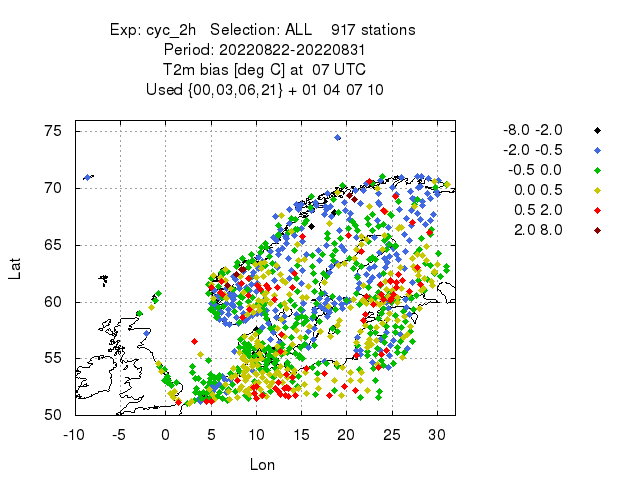 Exp: cyc_2h   Selection: ALL    917 stations
Period: 20220822-20220831
T2m bias [deg C] at  07 UTC
Used {00,03,06,21} + 01 04 07 10
-8.0 -2.0
-2.0 -0.5
-0.5 0.0
0.0 0.5
0.5 2.0
2.0 8.0
75
70
65
60
55
50
Lat
-10 -5 0 5 10 15 20 25 30
Lon